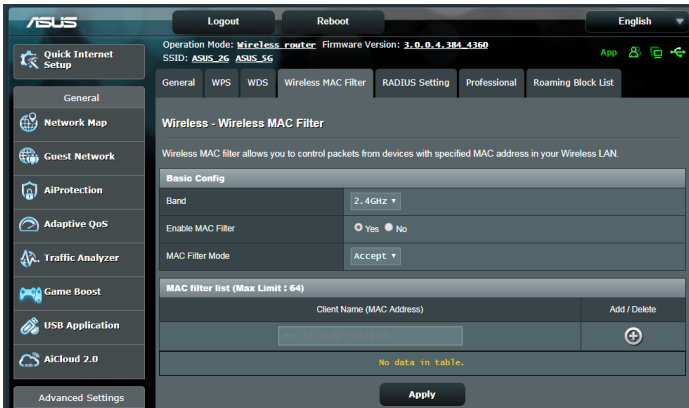 ASUS
Logout
Reboot
English
Quick Internet Setup
Operation Mode: Wireless router Firmware Version: 3.0.0.4.384_4360
SSID: ASUS_2G ASUS_5G
App
General
WPS
WDS
Wireless MAC Filter
RADIUS Setting
Professional
Roaming Block List
General
Network Map
Guest Network
AiProtection
Adaptive QoS
Traffic Analyzer
Game Boost
USB Application
AiCloud 2.0
Advanced Settings
Wireless - Wireless MAC Filter
Wireless MAC filter allows you to control packets from devices with specified MAC address in your Wireless LAN.
Basic Config
Band
2.4GHz
Enable MAC Filter
Yes No
MAC Filter Mode
Accept
MAC filter list (Max Limit : 64)
Client Name (MAC Address)
Add / Delete
No data in table.
Apply